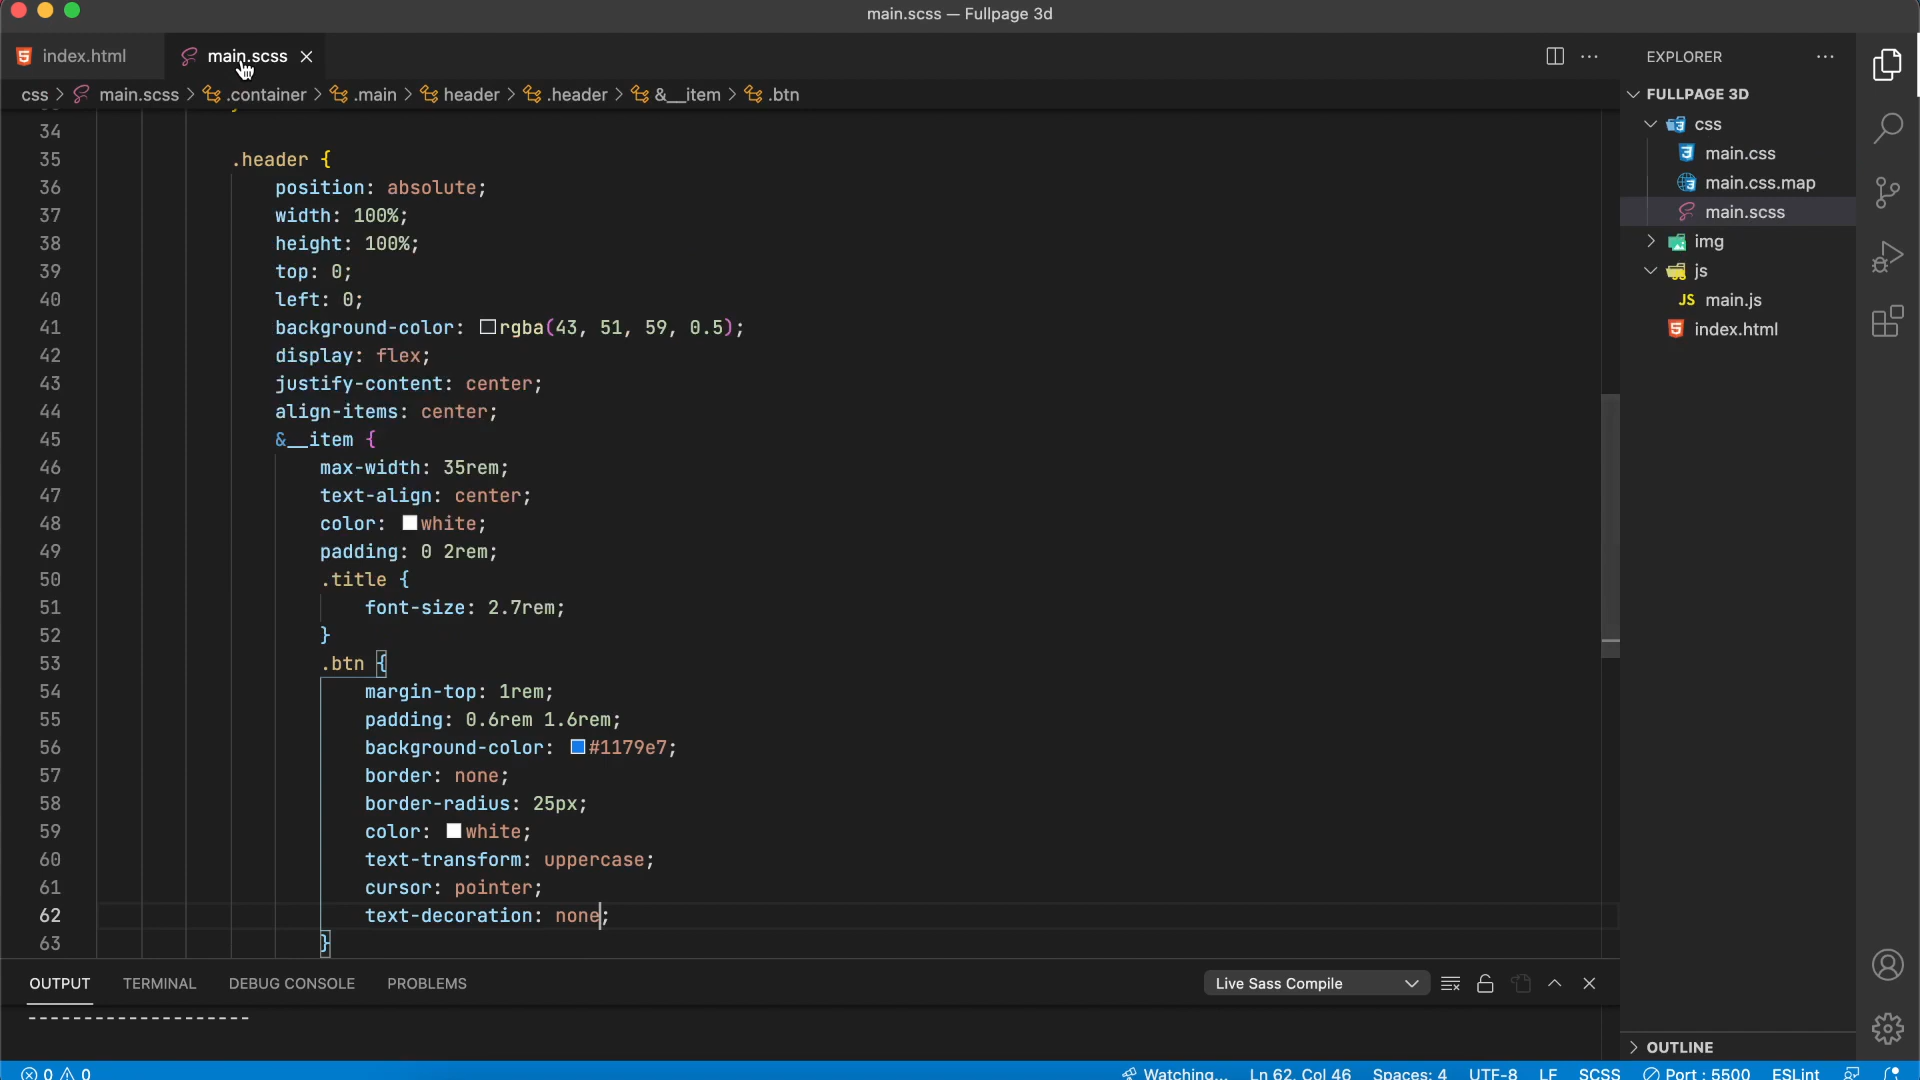 main.scss — Fullpage 3d
index.html
main.scss
EXPLORER
css > main.scss > .container > .main > header > .header > &__item > .btn
FULLPAGE 3D
css
main.css
main.css.map
main.scss
img
js
JS main.js
index.html
34
35 .header {
36 position: absolute;
37 width: 100%;
38 height: 100%;
39 top: 0;
40 left: 0;
41 background-color: rgba(43, 51, 59, 0.5);
42 display: flex;
43 justify-content: center;
44 align-items: center;
45 &__item {
46 max-width: 35rem;
47 text-align: center;
48 color: white;
49 padding: 0 2rem;
50 .title {
51 font-size: 2.7rem;
52 }
53 .btn {
54 margin-top: 1rem;
55 padding: 0.6rem 1.6rem;
56 background-color: #1179e7;
57 border: none;
58 border-radius: 25px;
59 color: white;
60 text-transform: uppercase;
61 cursor: pointer;
62 text-decoration: none;
63 }
OUTPUT TERMINAL DEBUG CONSOLE PROBLEMS
Live Sass Compile
--------------------
OUTLINE
0 0
Watching... Ln 62, Col 46 Spaces: 4 UTF-8 LF SCSS Port : 5500 ESLint